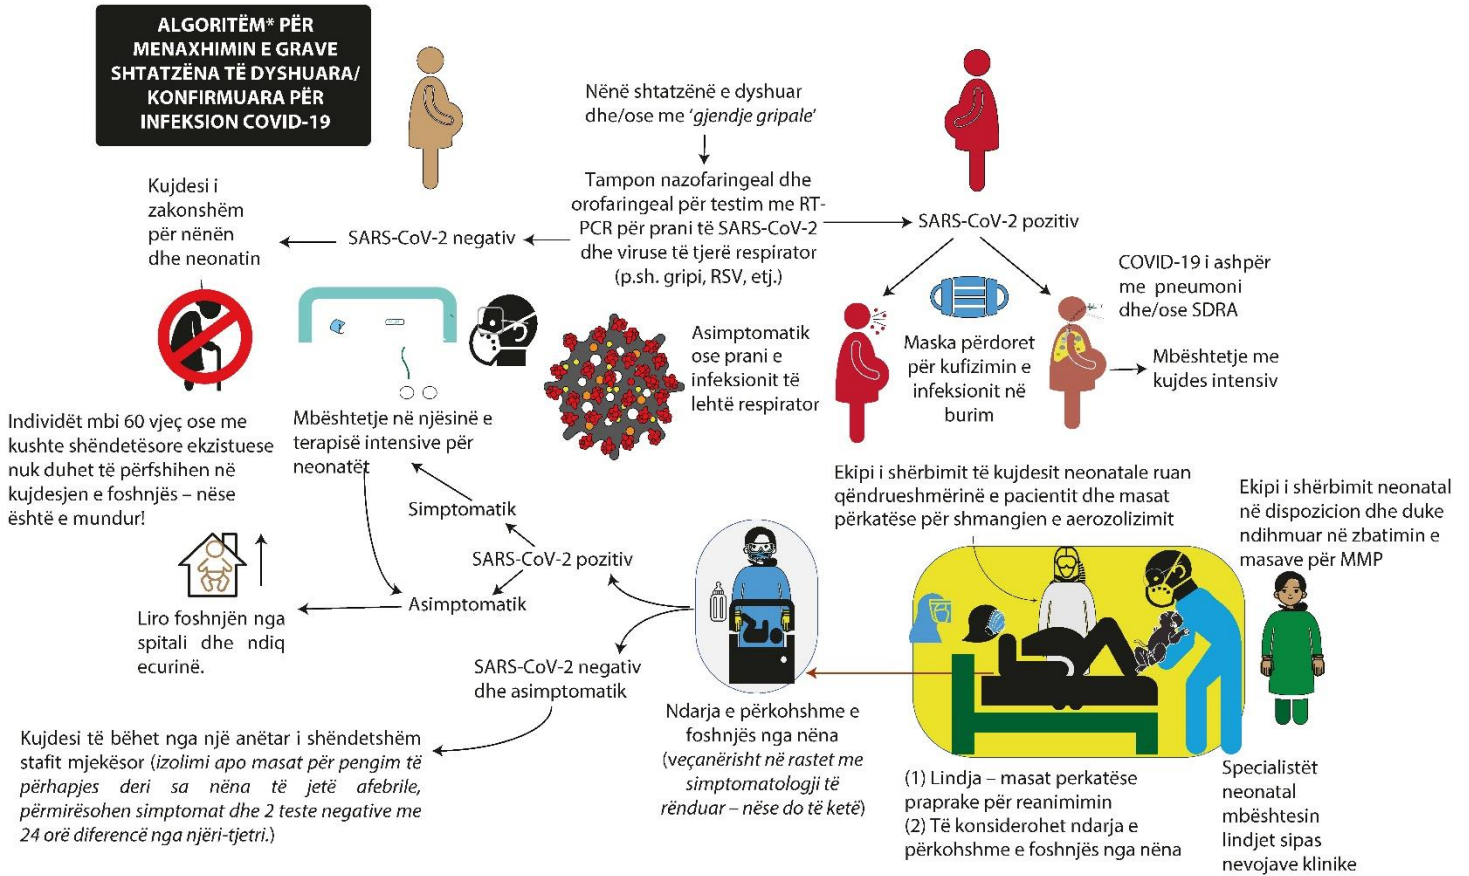 ALGORITËM* PËR
MENAXHIMIN E GRAVE
SHTATZËNA TË DYSHUARA/
KONFIRMUARA PËR
INFEKSION COVID-19
Nënë shtatzënë e dyshuar
dhe/ose me ‘gjendje gripale’
Tampon nazofaringeal dhe
orofaringeal për testim me RT-
PCR për prani të SARS-CoV-2
dhe viruse të tjerë respirator
(p.sh. gripi, RSV, etj.)
SARS-CoV-2 negativ
Kujdesi i
zakonshëm
për nënën
dhe neonatin
SARS-CoV-2 pozitiv
COVID-19 i ashpër
me pneumoni
dhe/ose SDRA
Mbështetje me
kujdes intensiv
Maska përdoret
për kufizimin e
infeksionit në
burim
Asimptomatik
ose prani e
infeksionit të
lehtë respirator
Individët mbi 60 vjeç ose me
kushte shëndetësore ekzistuese
nuk duhet të përfshihen në
kujdesjen e foshnjës – nëse
është e mundur!
Mbështetje në njësinë e
terapisë intensive për
neonatët
Simptomatik
SARS-CoV-2 pozitiv
Asimptomatik
Liro foshnjën nga
spitali dhe ndiq
ecurinë.
SARS-CoV-2 negativ
dhe asimptomatik
Kujdesi të bëhet nga një anëtar i shëndetshëm
stafit mjekësor (izolimi apo masat për pengim të
përhapjes deri sa nëna të jetë afebrile,
përmirësohen simptomat dhe 2 teste negative me
24 orë diferencë nga njëri-tjetri.)
Ndarja e përkohshme e
foshnjës nga nëna
(veçanërisht në rastet me
simptomatologji të
rënduar – nëse do të ketë)
Ekipi i shërbimit të kujdesit neonatale ruan
qëndrueshmërinë e pacientit dhe masat
përkatëse për shmangien e aerozolizimit
Ekipi i shërbimit neonatal
në dispozicion dhe duke
ndihmuar në zbatimin e
masave për MMP
(1) Lindja – masat perkatëse
praprake për reanimimin
(2) Të konsiderohet ndarja e
përkohshme e foshnjës nga nëna
Specialistët
neonatal
mbështesin
lindjet sipas
nevojave klinike